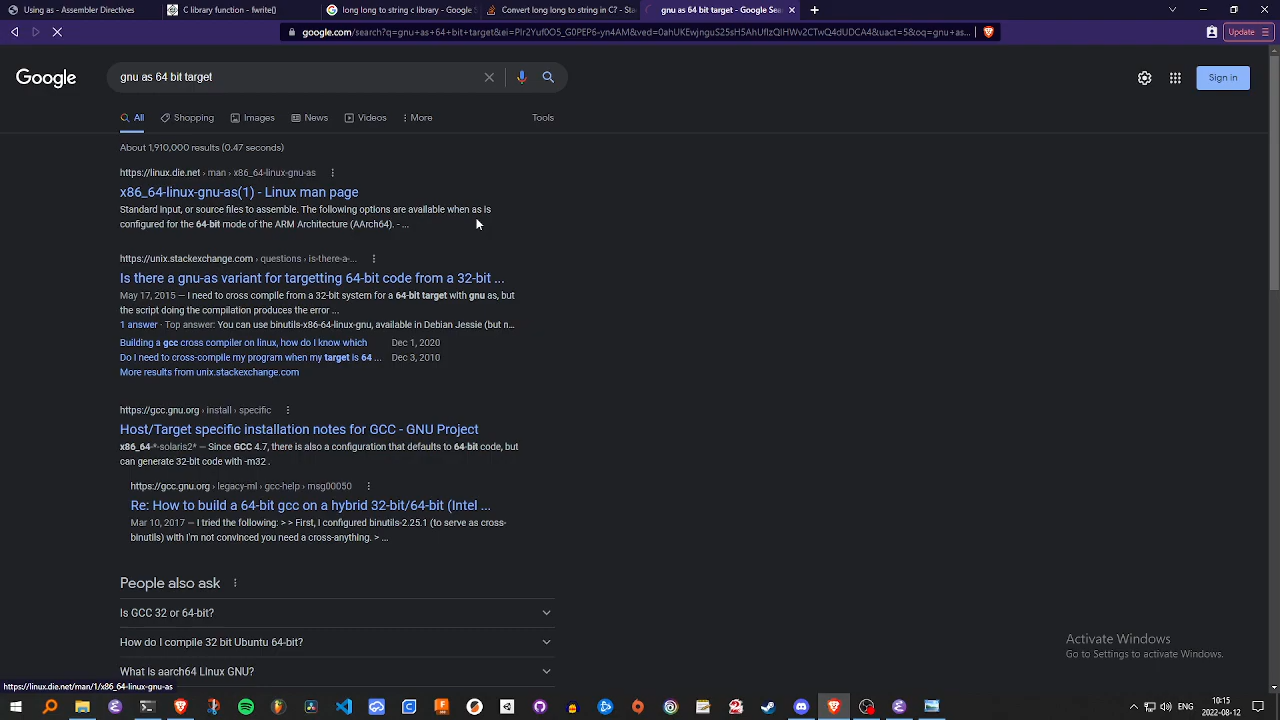 Using as - Assembler Directives
C library function - fwrite()
long long to string c library - Google S
Convert long long to string in C? - Sta
gnu as 64 bit target - Google Sea
google.com/search?q=gnu+as+64+bit+target&ei=
Update
Google
gnu as 64 bit target
Sign in
All
Shopping
Images
News
Videos
More
Tools
About 1,910,000 results (0.47 seconds)
https://linux.die.net › man › x86_64-linux-gnu-as
x86_64-linux-gnu-as(1) - Linux man page
Standard input, or source files to assemble. The following options are available when as is
configured for the 64-bit mode of the ARM Architecture (AArch64). - ...
https://unix.stackexchange.com › questions › is-there-a-...
Is there a gnu-as variant for targetting 64-bit code from a 32-bit ...
May 17, 2015 — I need to cross compile from a 32-bit system for a 64-bit target with gnu as, but
the script doing the compilation produces the error ...
1 answer · Top answer: You can use binutils-x86-64-linux-gnu, available in Debian Jessie (but n...
Building a gcc cross compiler on linux, how do I know which
Dec 1, 2020
Do I need to cross-compile my program when my target is 64 ...
Dec 3, 2010
More results from unix.stackexchange.com
https://gcc.gnu.org › install › specific
Host/Target specific installation notes for GCC - GNU Project
x86_64-*-solaris2* — Since GCC 4.7, there is also a configuration that defaults to 64-bit code, but
can generate 32-bit code with -m32 .
https://gcc.gnu.org › legacy-ml › gcc-help › msg00050
Re: How to build a 64-bit gcc on a hybrid 32-bit/64-bit (Intel ...
Mar 10, 2017 — I tried the following: > > First, I configured binutils-2.25.1 (to serve as cross-
binutils) with I'm not convinced you need a cross-anything. > ...
People also ask
Is GCC 32 or 64-bit?
How do I compile 32 bit Ubuntu 64-bit?
What is aarch64 Linux GNU?
Activate Windows
Go to Settings to activate Windows.
https://linux.die.net/man/1/x86_64-linux-gnu-as
ENG
10:15
2022-08-12